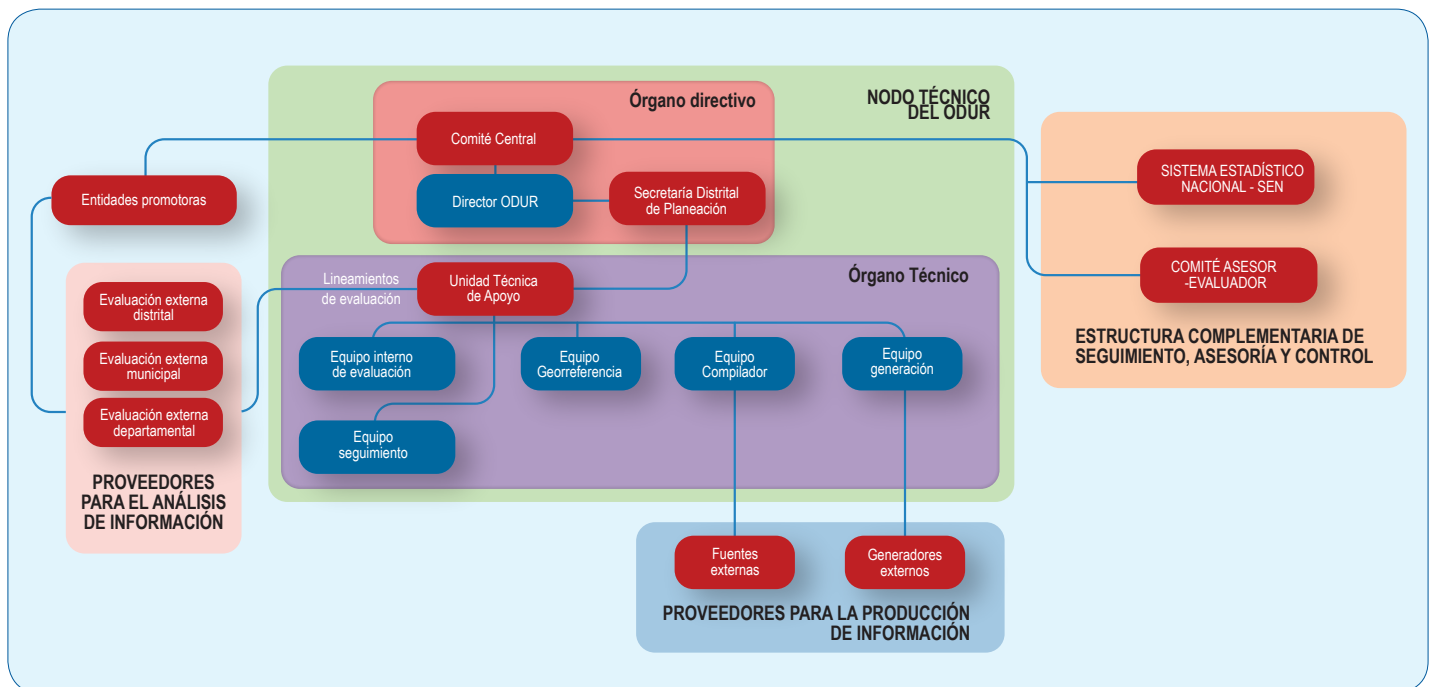 Órgano directivo
NODO TÉCNICO
DEL ODUR
Comité Central
Director ODUR
Secretaría Distrital
de Planeación
Entidades promotoras
SISTEMA ESTADÍSTICO
NACIONAL - SEN
COMITÉ ASESOR
-EVALUADOR
ESTRUCTURA COMPLEMENTARIA DE
SEGUIMIENTO, ASESORÍA Y CONTROL
Órgano Técnico
Lineamientos
de evaluación
Unidad Técnica
de Apoyo
Equipo interno
de evaluación
Equipo
Georreferencia
Equipo
Compilador
Equipo
generación
Equipo
seguimiento
Evaluación externa
distrital
Evaluación externa
municipal
Evaluación externa
departamental
PROVEEDORES
PARA EL ANÁLISIS
DE INFORMACIÓN
Fuentes
externas
Generadores
externos
PROVEEDORES PARA LA PRODUCCIÓN
DE INFORMACIÓN